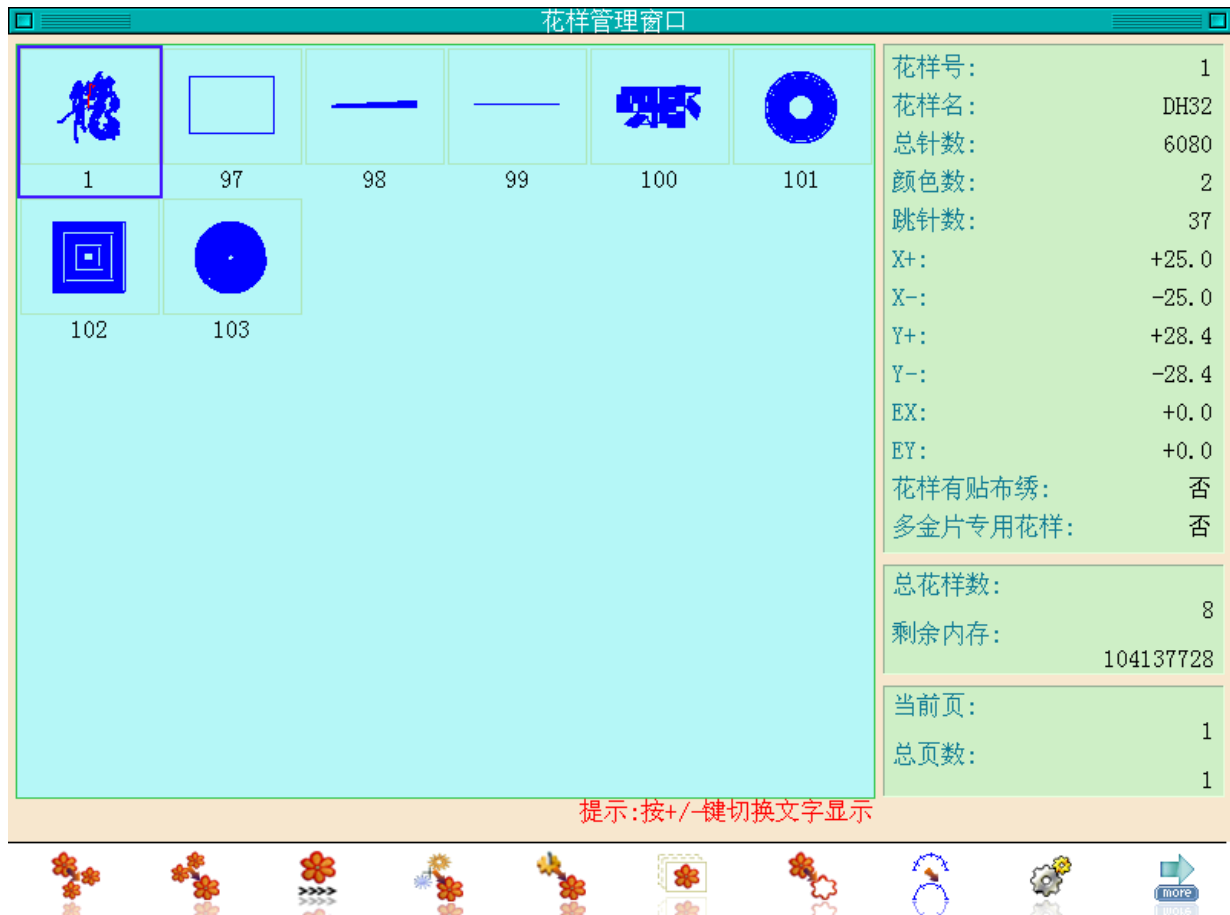 花样管理窗口
1 97 98 99 100 101
102 103
花样号: 1
花样名: DH32
总针数: 6080
颜色数: 2
跳针数: 37
X+: +25.0
X-: -25.0
Y+: +28.4
Y-: -28.4
EX: +0.0
EY: +0.0
花样有贴布绣: 否
多金片专用花样: 否
总花样数:
8
剩余内存:
104137728
当前页:
1
总页数:
1
提示:按+/-键切换文字显示
more